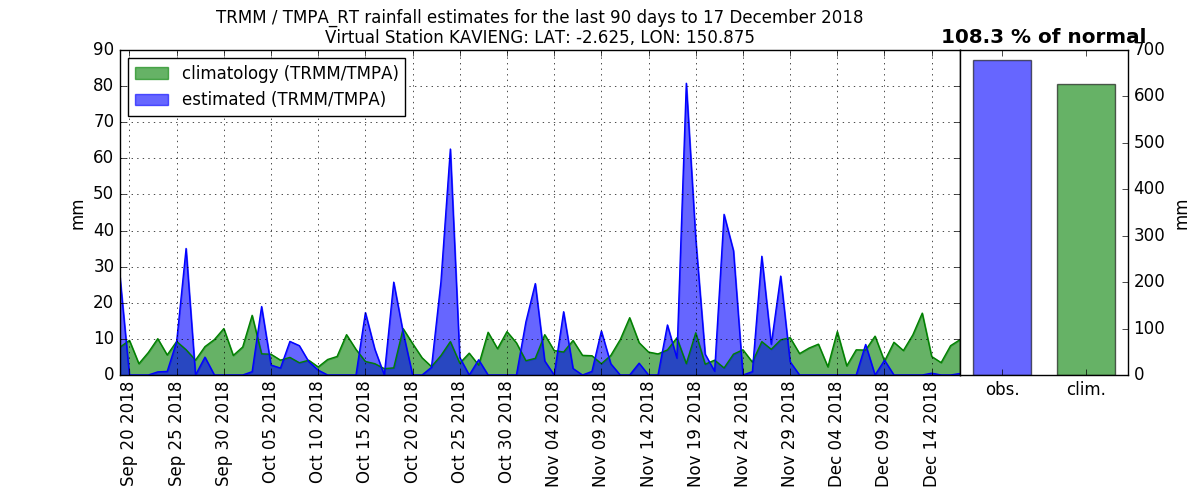 TRMM / TMPA_RT rainfall estimates for the last 90 days to 17 December 2018
Virtual Station KAVIENG: LAT: -2.625, LON: 150.875
108.3 % of normal
climatology (TRMM/TMPA)
estimated (TRMM/TMPA)
mm
90
80
70
60
50
40
30
20
10
0
Sep 20 2018
Sep 25 2018
Sep 30 2018
Oct 05 2018
Oct 10 2018
Oct 15 2018
Oct 20 2018
Oct 25 2018
Oct 30 2018
Nov 04 2018
Nov 09 2018
Nov 14 2018
Nov 19 2018
Nov 24 2018
Nov 29 2018
Dec 04 2018
Dec 09 2018
Dec 14 2018
obs.
clim.
700
600
500
400
300
200
100
0
mm